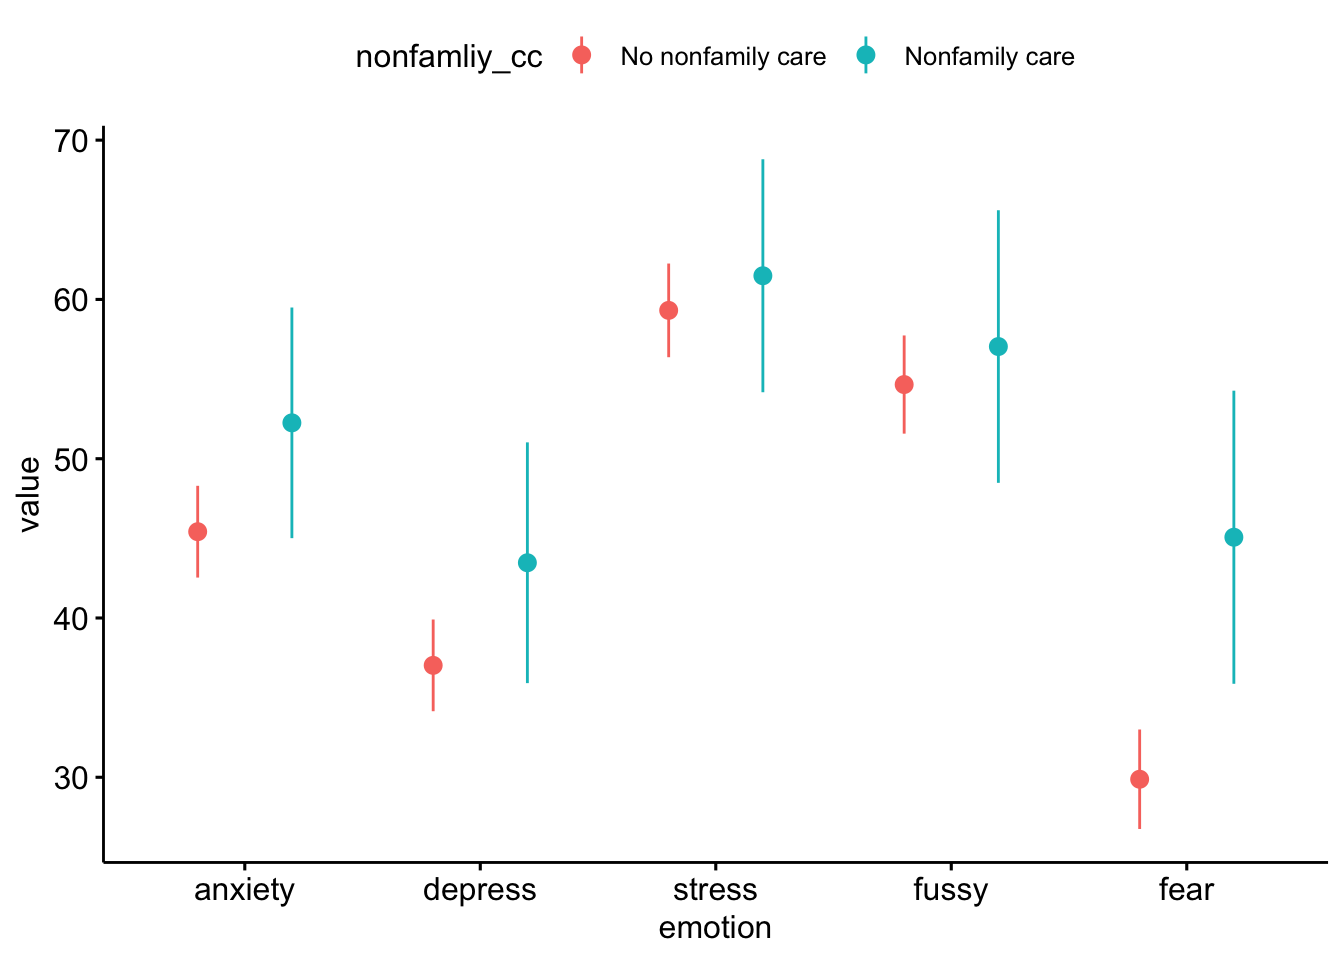 nonfamliy_cc No nonfamily care Nonfamily care
70
60
50
40
30
value
anxiety depress stress fussy fear
emotion